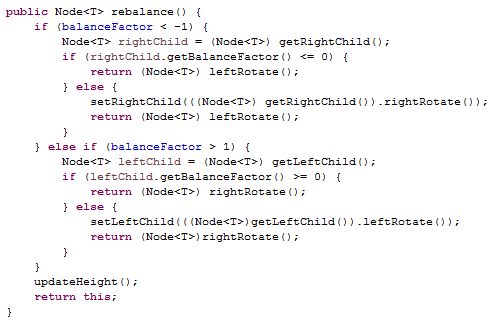 public Node<T> rebalance() {
    if (balanceFactor < -1) {
        Node<T> rightChild = (Node<T>) getRightChild();
        if (rightChild.getBalanceFactor() <= 0) {
            return (Node<T>) leftRotate();
        } else {
            setRightChild(((Node<T>) getRightChild()).rightRotate());
            return (Node<T>) leftRotate();
        }
    } else if (balanceFactor > 1) {
        Node<T> leftChild = (Node<T>) getLeftChild();
        if (leftChild.getBalanceFactor() >= 0) {
            return (Node<T>) rightRotate();
        } else {
            setLeftChild(((Node<T>)getLeftChild()).leftRotate());
            return (Node<T>)rightRotate();
        }
    }
    updateHeight();
    return this;
}